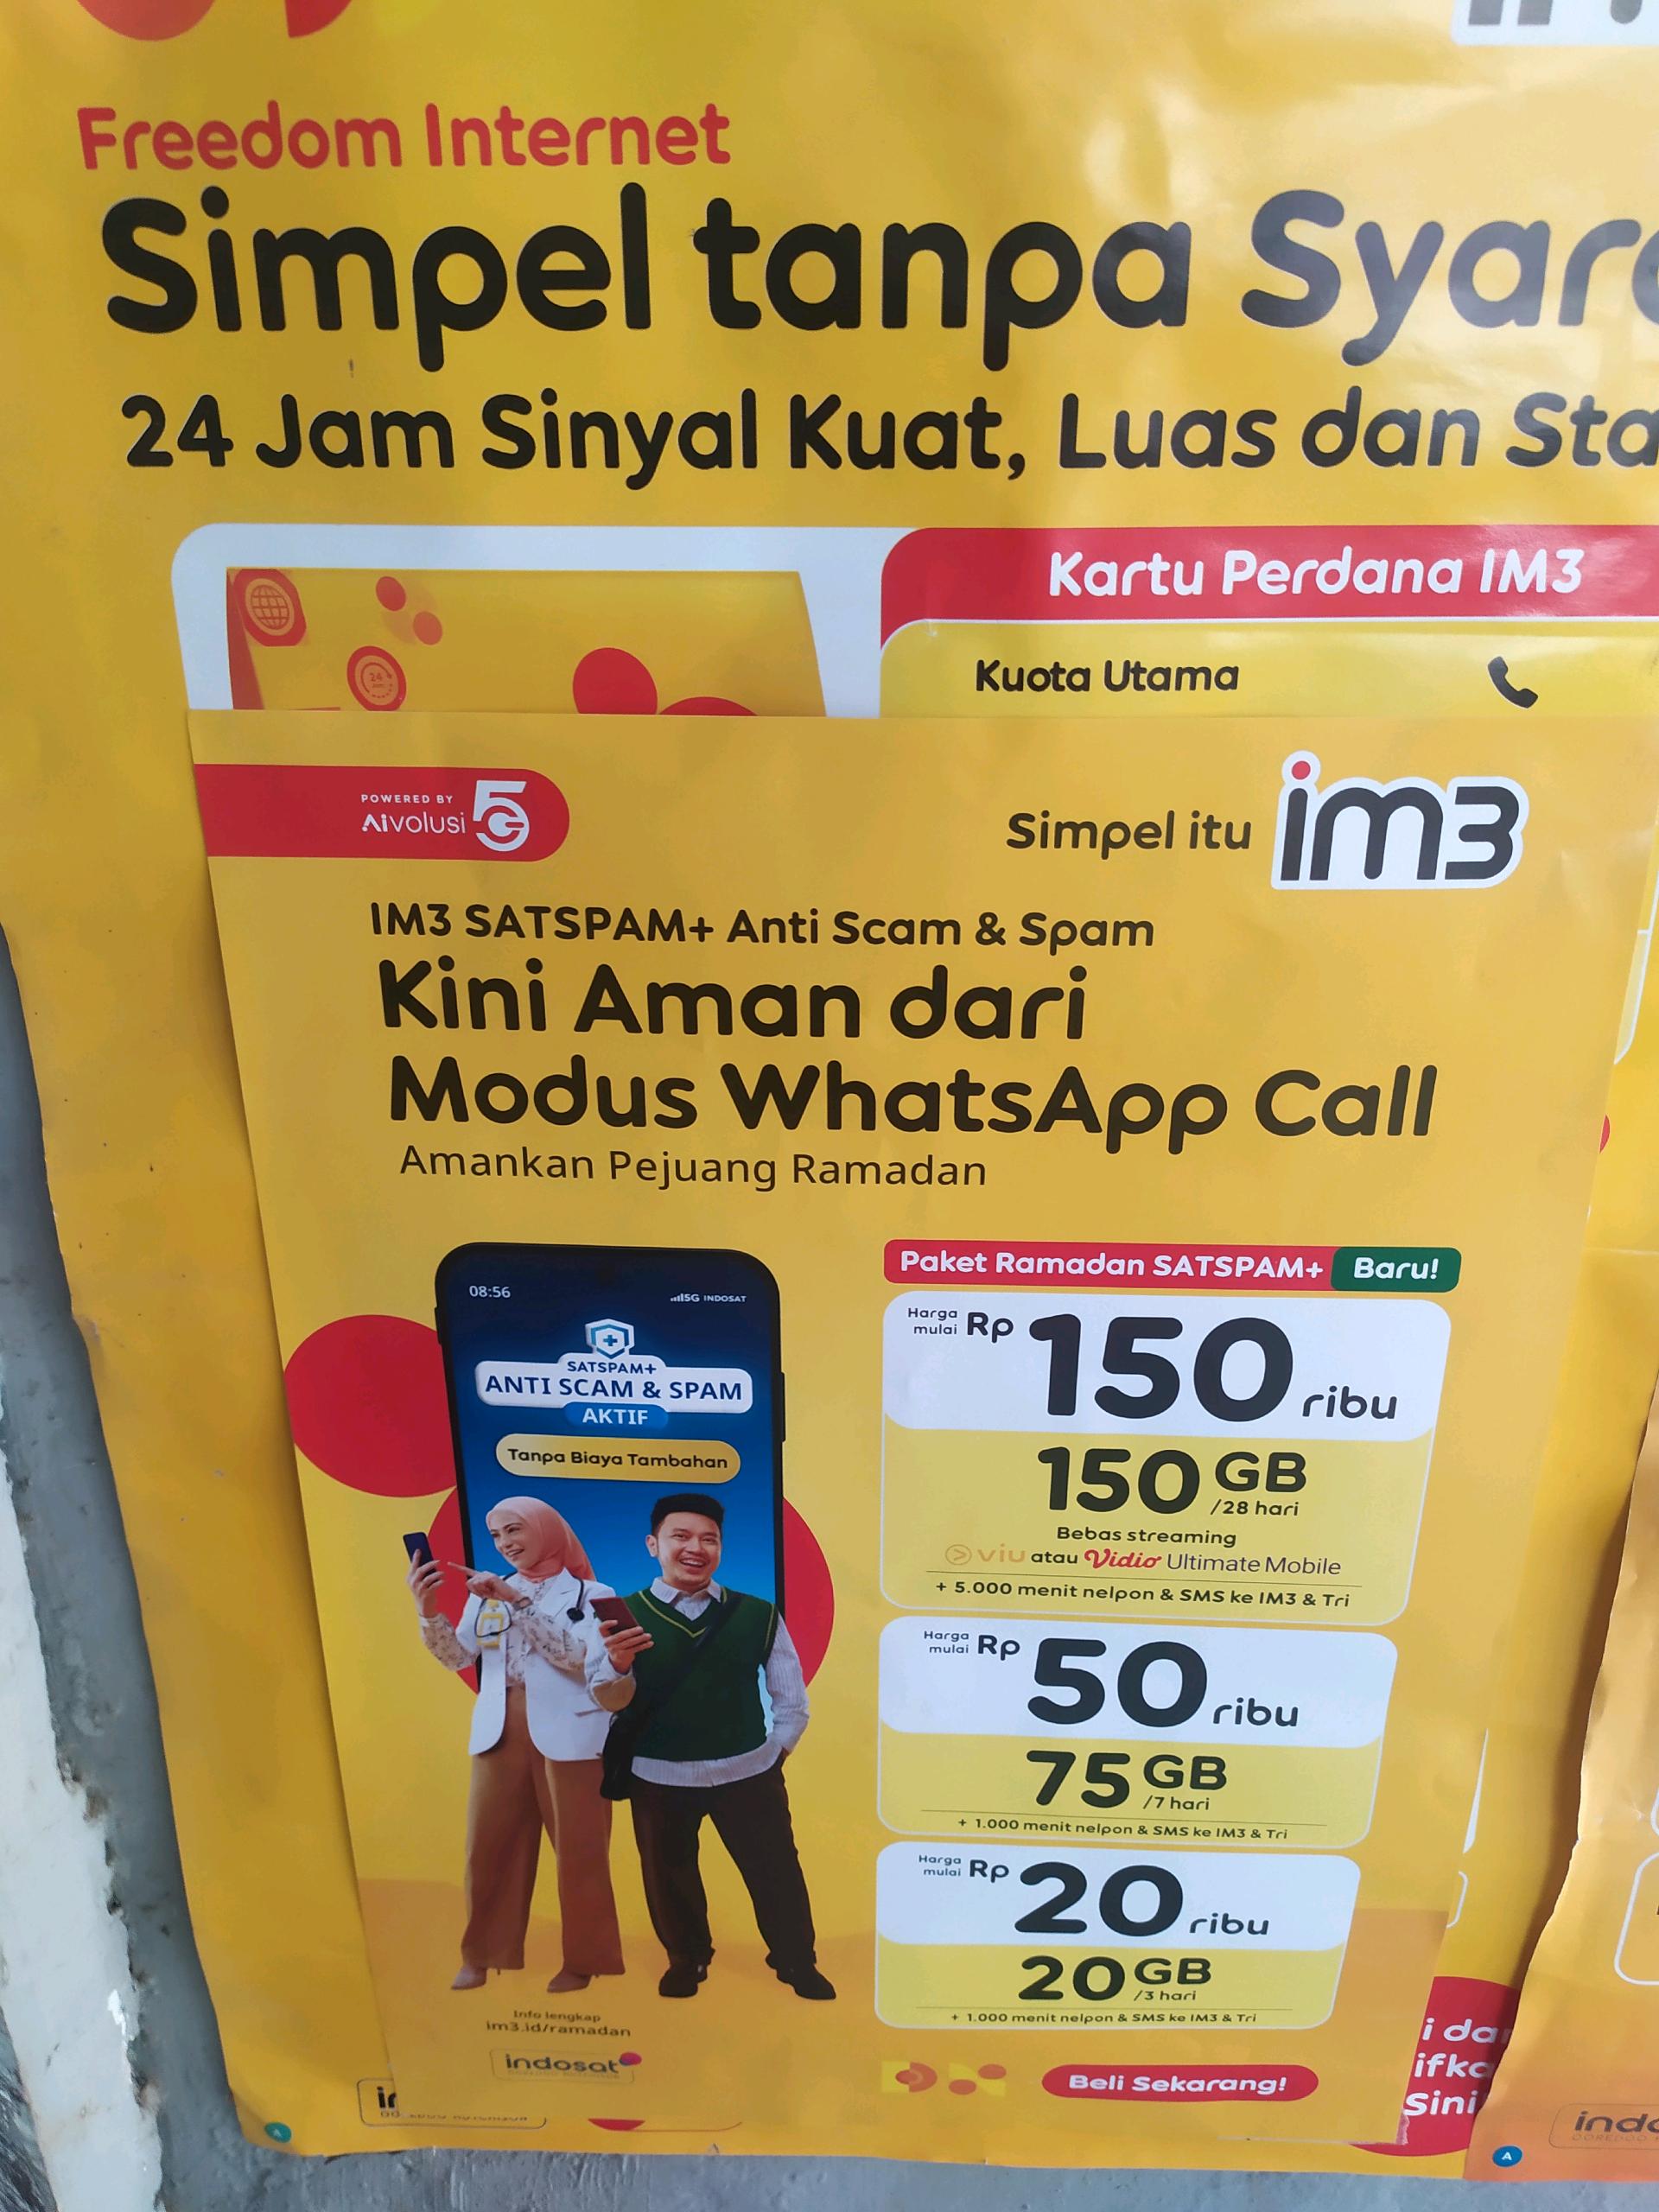 Freedom Internet
Simpel tanpa
24 Jam Sinyal Kuat, Luas dan
Kartu Perdana IM3
Kuota Utama
24
POWERED BY
AIvolusi 5G
Simpel itu im3
IM3 SATSPAM+ Anti Scam & Spam
Kini Aman dari
Modus WhatsApp Call
Amankan Pejuang Ramadan
08:56
5G INDOSAT
SATSPAM+
ANTI SCAM & SPAM
AKTIF
Tanpa Biaya Tambahan
Paket Ramadan SATSPAM+ Baru!
Harga mulai Rp 150 ribu
150 GB
/28 hari
Bebas streaming
viu atau Vidio Ultimate Mobile
+ 5.000 menit nelpon & SMS ke IM3 & Tri
Harga mulai Rp 50 ribu
75 GB
/7 hari
+ 1.000 menit nelpon & SMS ke IM3 & Tri
Harga mulai Rp 20 ribu
20 GB
/3 hari
+ 1.000 menit nelpon & SMS ke IM3 & Tri
Info lengkap
im3.id/ramadan
indosat
Beli Sekarang!
A
A